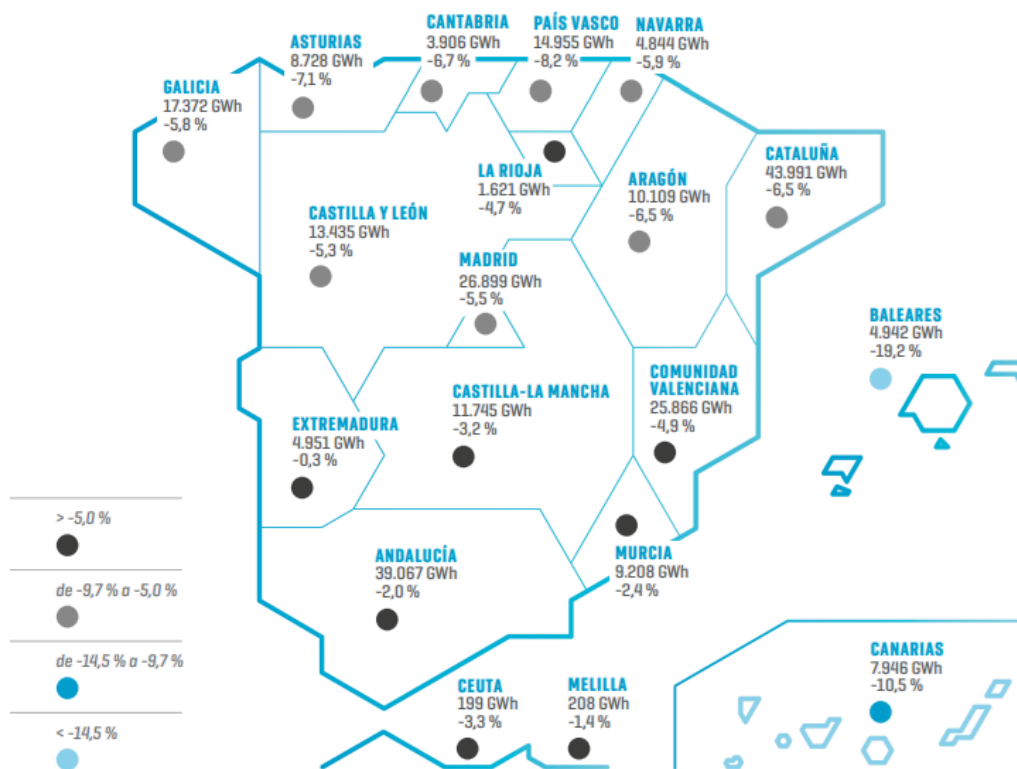 CANTABRIA
3.906 GWh
-6,7 %
PAÍS VASCO
14.955 GWh
-8,2 %
NAVARRA
4.844 GWh
-5,9 %
ASTURIAS
8.728 GWh
-7,1 %
GALICIA
17.372 GWh
-5,8 %
LA RIOJA
1.621 GWh
-4,7 %
ARAGÓN
10.109 GWh
-6,5 %
CATALUÑA
43.991 GWh
-6,5 %
CASTILLA Y LEÓN
13.435 GWh
-5,3 %
MADRID
26.899 GWh
-5,5 %
BALEARES
4.942 GWh
-19,2 %
COMUNIDAD
VALENCIANA
25.866 GWh
-4,9 %
CASTILLA-LA MANCHA
11.745 GWh
-3,2 %
EXTREMADURA
4.951 GWh
-0,3 %
ANDALUCÍA
39.067 GWh
-2,0 %
MURCIA
9.208 GWh
-2,4 %
CEUTA
199 GWh
-3,3 %
MELILLA
208 GWh
-1,4 %
CANARIAS
7.946 GWh
-10,5 %
> -5,0 %
de -9,7 % a -5,0 %
de -14,5 % a -9,7 %
< -14,5 %